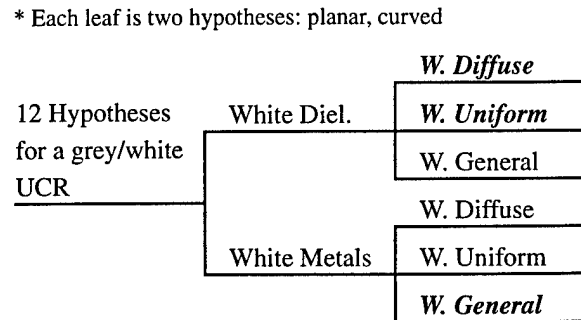 * Each leaf is two hypotheses: planar, curved
W. Diffuse
12 Hypotheses
for a grey/white
UCR
White Diel.
W. Uniform
W. General
W. Diffuse
White Metals
W. Uniform
W. General